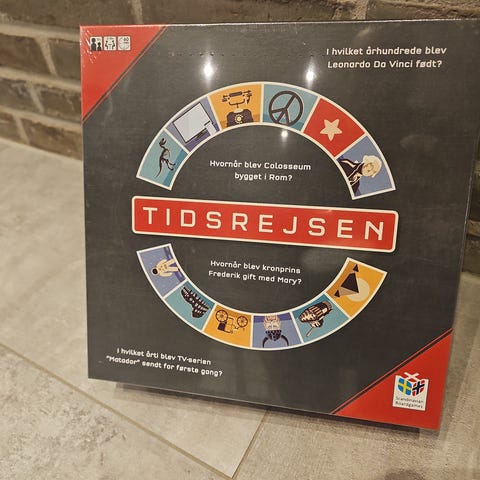 I hvilket århundrede blev
Leonardo Da Vinci født?
Hvornår blev Colosseum
bygget i Rom?
TIDSREJSEN
Hvornår blev kronprins
Frederik gift med Mary?
I hvilket årti blev TV-serien
"Matador" sendt for første gang?
Scandinavian
Boardgames